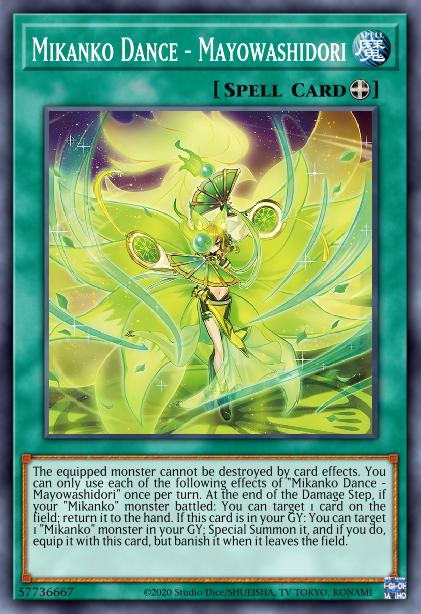 MIKANKO DANCE - MAYOWASHIDORI
SPELL
魔
[SPELL CARD ]
The equipped monster cannot be destroyed by card effects. You
can only use each of the following effects of "Mikanko Dance -
Mayowashidori" once per turn. At the end of the Damage Step, if
your "Mikanko" monster battled: You can target 1 card on the
field; return it to the hand. If this card is in your GY: You can target
1 "Mikanko" monster in your GY; Special Summon it, and if you do,
equip it with this card, but banish it when it leaves the field.
57736667
©2020 Studio Dice/SHUEISHA, TV TOKYO, KONAMI